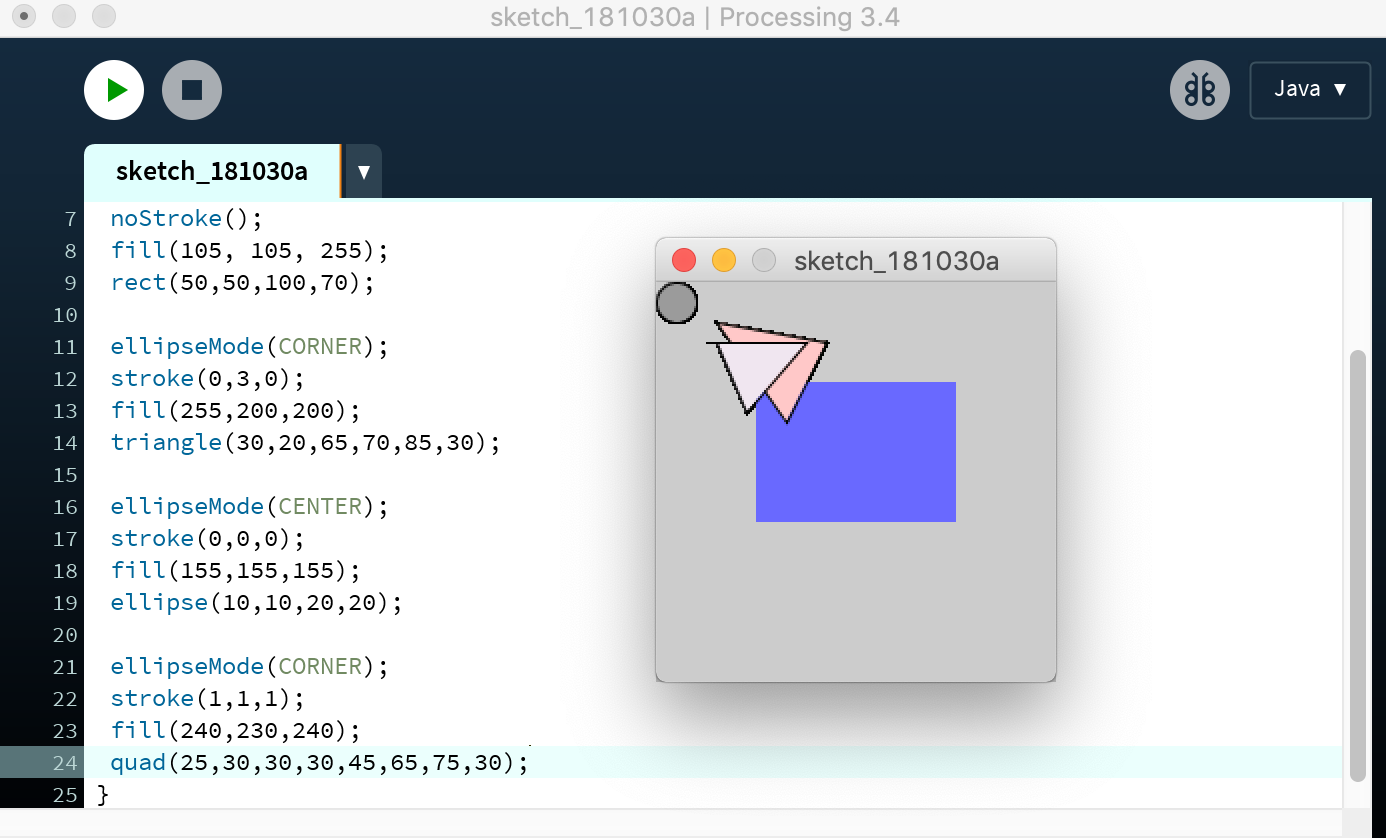 sketch_181030a | Processing 3.4
Java ▼
sketch_181030a ▼
7 noStroke();
8 fill(105, 105, 255);
9 rect(50,50,100,70);
10
11 ellipseMode(CORNER);
12 stroke(0,3,0);
13 fill(255,200,200);
14 triangle(30,20,65,70,85,30);
15
16 ellipseMode(CENTER);
17 stroke(0,0,0);
18 fill(155,155,155);
19 ellipse(10,10,20,20);
20
21 ellipseMode(CORNER);
22 stroke(1,1,1);
23 fill(240,230,240);
24 quad(25,30,30,30,45,65,75,30);
25 }
sketch_181030a